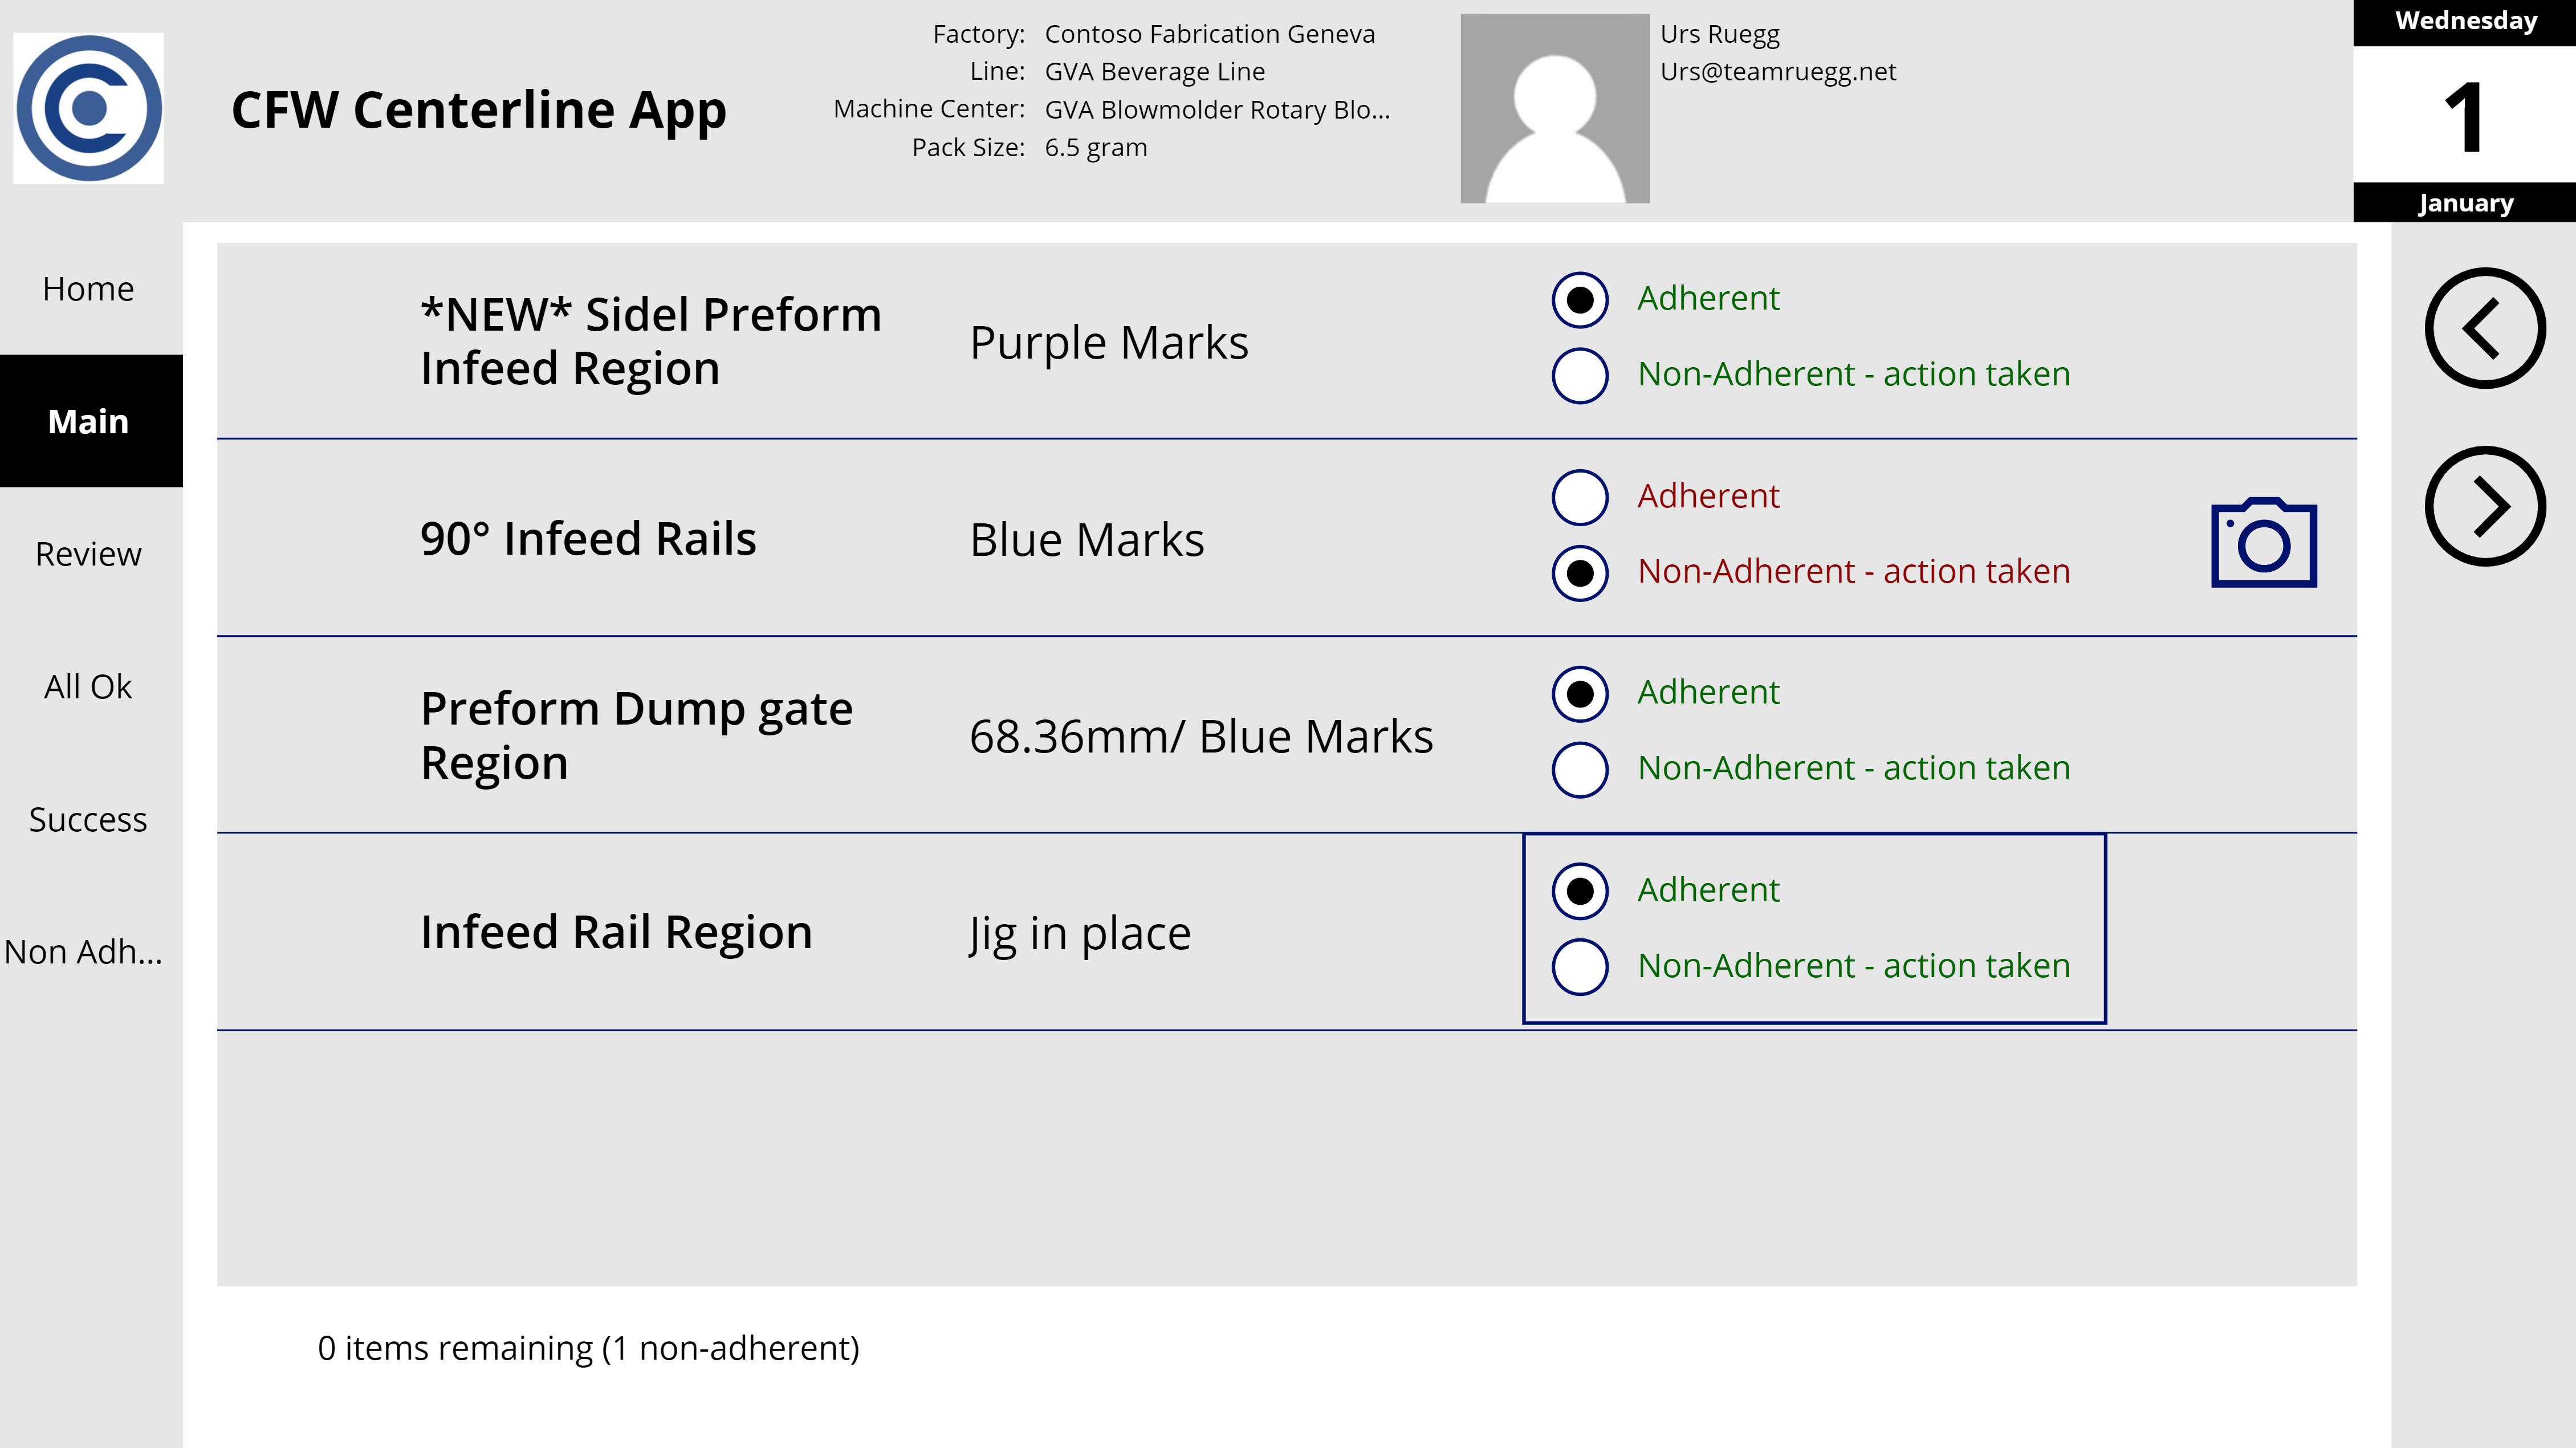 CFW Centerline App
Factory: Contoso Fabrication Geneva
Line: GVA Beverage Line
Machine Center: GVA Blowmolder Rotary Blo...
Pack Size: 6.5 gram
Urs Ruegg
Urs@teamruegg.net
Wednesday
1
January
Home
Main
Review
All Ok
Success
Non Adh...
*NEW* Sidel Preform
Infeed Region
Purple Marks
Adherent
Non-Adherent - action taken
90° Infeed Rails
Blue Marks
Adherent
Non-Adherent - action taken
Preform Dump gate
Region
68.36mm/ Blue Marks
Adherent
Non-Adherent - action taken
Infeed Rail Region
Jig in place
Adherent
Non-Adherent - action taken
0 items remaining (1 non-adherent)